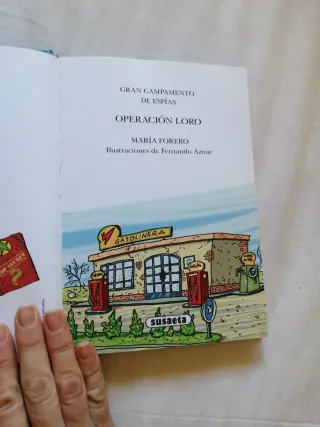 GRAN CAMPAMENTO
DE ESPÍAS
OPERACIÓN LORO
MARÍA FORERO
Ilustraciones de Fernando Aznar
GASOLINERA
susaeta